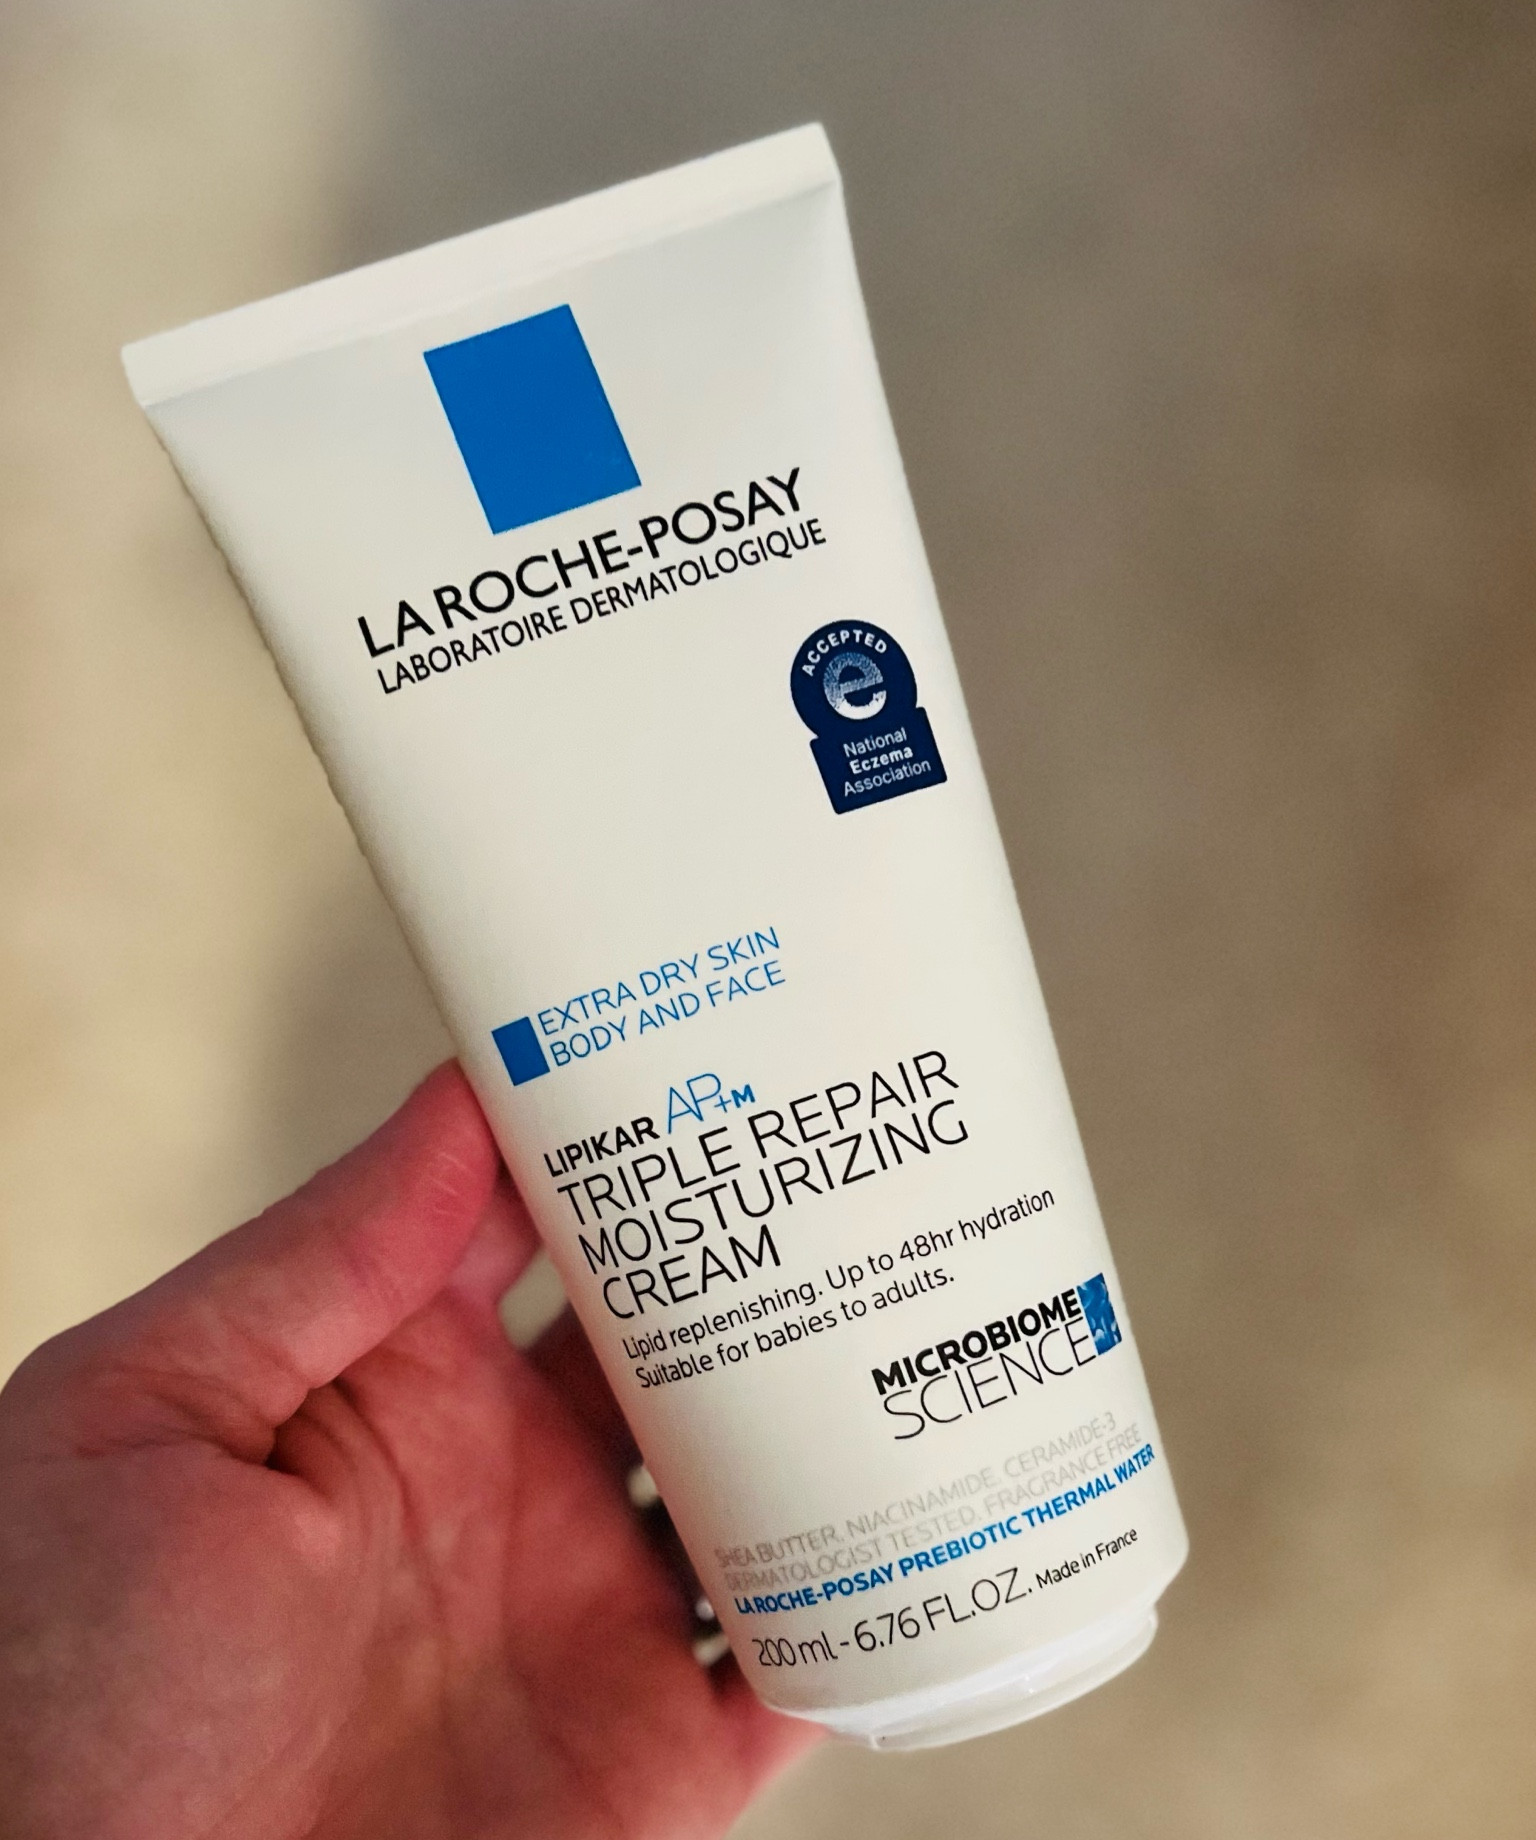 LA ROCHE-POSAY
LABORATOIRE DERMATOLOGIQUE
ACCEPTED
e
National
Eczema
Association
EXTRA DRY SKIN
BODY AND FACE
LIPIKAR AP+M
TRIPLE REPAIR
MOISTURIZING
CREAM
Lipid replenishing. Up to 48hr hydration
Suitable for babies to adults.
MICROBIOME
SCIENCE
SHEA BUTTER, NIACINAMIDE, CERAMIDE-3
DERMATOLOGIST TESTED. FRAGRANCE FREE
LA ROCHE-POSAY PREBIOTIC THERMAL WATER
200 ml - 6.76 FL.OZ. Made in France